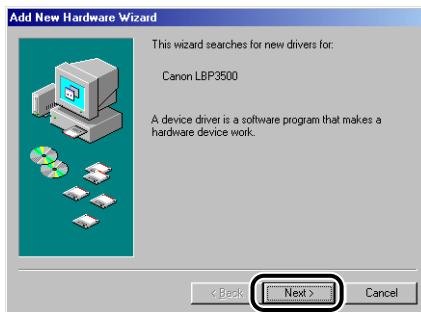 Add New Hardware Wizard
This wizard searches for new drivers for:
Canon LBP3500
A device driver is a software program that makes a
hardware device work.
< Back
Next >
Cancel